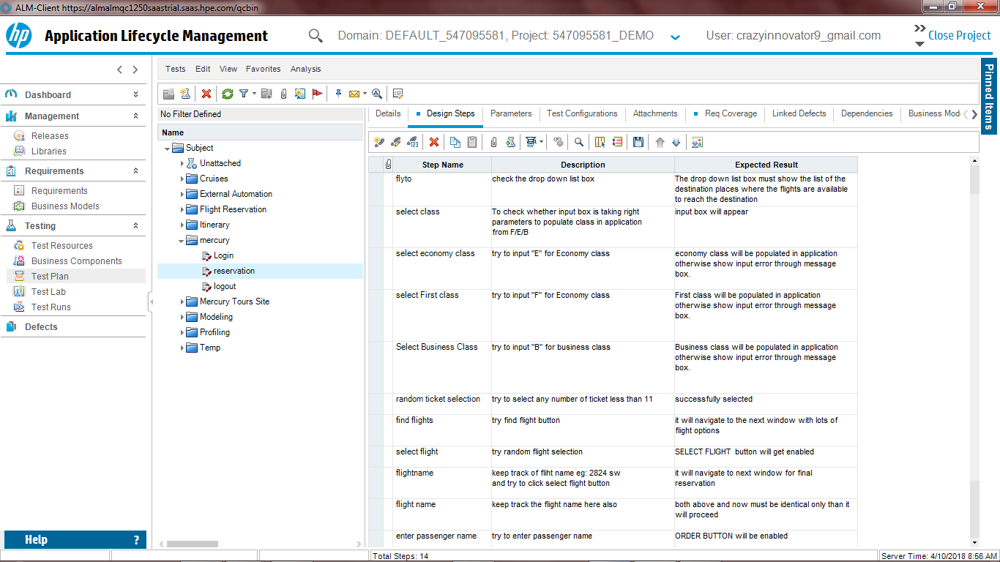 ALM-Client https://almalmqc1250saastrial.saas.hpe.com/qcbin
hp
Application Lifecycle Management
Domain: DEFAULT_547095581, Project: 547095581_DEMO
User: crazyinnovator9_gmail.com
Close Project
Pinned Items
Dashboard
Management
Releases
Libraries
Requirements
Requirements
Business Models
Testing
Test Resources
Business Components
Test Plan
Test Lab
Test Runs
Defects
Help ?
Tests Edit View Favorites Analysis
No Filter Defined
Name
Subject
Unattached
Cruises
External Automation
Flight Reservation
Itinerary
mercury
Login
reservation
logout
Mercury Tours Site
Modeling
Profiling
Temp
Details Design Steps Parameters Test Configurations Attachments Req Coverage Linked Defects Dependencies Business Mod
Step Name Description Expected Result
flyto check the drop down list box The drop down list box must show the list of the
destination places where the flights are available
to reach the destination
select class To check whether input box is taking right input box will appear
parameters to populate class in application
from F/E/B
select economy class try to input "E" for Economy class economy class will be populated in application
otherwise show input error through message
box.
select First class try to input "F" for Economy class First class will be populated in application
otherwise show input error through message
box.
Select Business Class try to input "B" for business class Business class will be populated in application
otherwise show input error through message
box.
random ticket selection try to select any number of ticket less than 11 successfully selected
find flights try find flight button it will navigate to the next window with lots of
flight options
select flight try random flight selection SELECT FLIGHT  button will get enabled
flightname keep track of fliht name eg: 2824 sw it will navigate to next window for final
and try to click select flight button reservation
flight name keep track the flight name here also both above and now must be identical only than it
will proceed
enter passenger name try to enter passenger name ORDER BUTTON will be enabled
Total Steps: 14
Server Time: 4/10/2018 8:56 AM